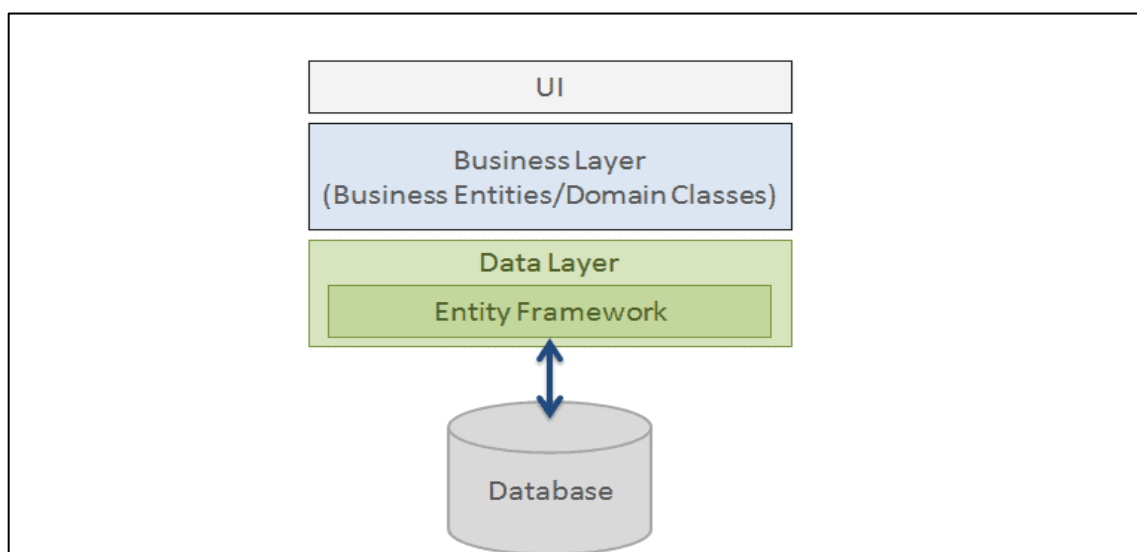 UI
Business Layer
(Business Entities/Domain Classes)
Data Layer
Entity Framework
Database